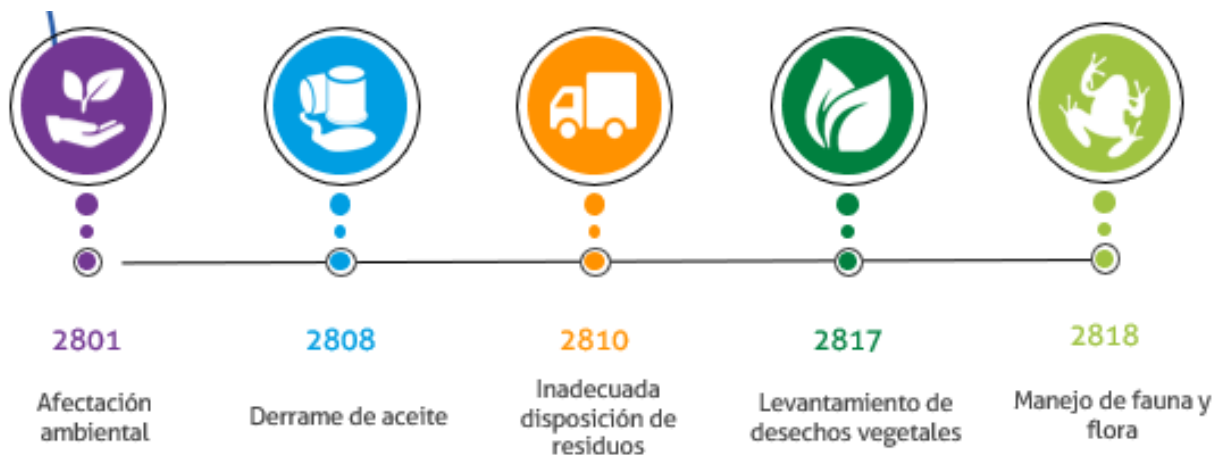 2801
Afectación
ambiental
2808
Derrame de aceite
2810
Inadecuada
disposición de
residuos
2817
Levantamiento de
desechos vegetales
2818
Manejo de fauna y
flora